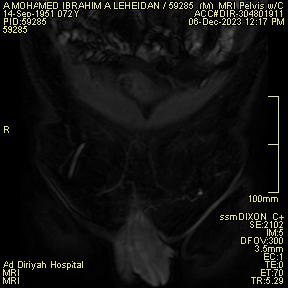 A MOHAMED IBRAHIM A LEHEIDAN / 59285 (M) MRI Pelvis w/C
14-Sep-1951 072Y ACC#DIR-304801911
PID:59285 06-Dec-2023 12:17 PM
59285
R
100mm
ssmDIXON C+
SE:2102
IM:5
DFOV:300
3.5mm
Ad Diriyah Hospital EC:1
MRI TE:0
MRI ET:70
TR:5.29